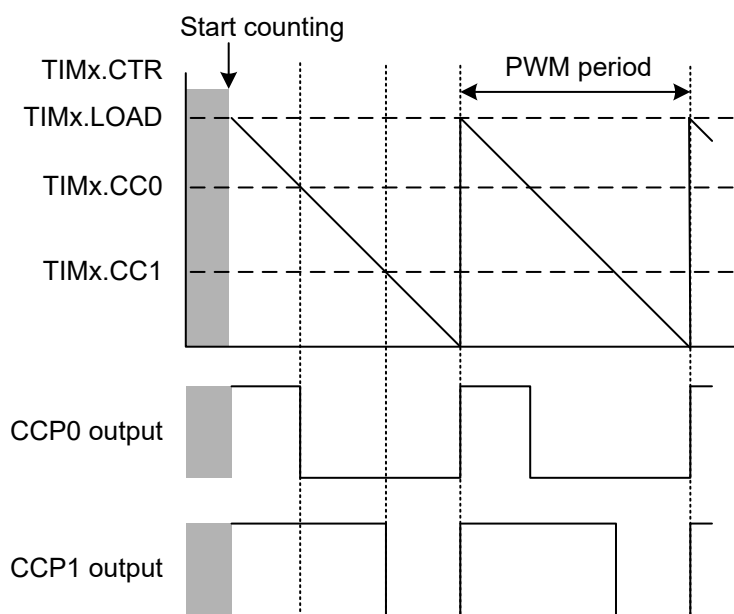 Start counting
TIMx.CTR
PWM period
TIMx.LOAD
TIMx.CC0
TIMx.CC1
CCP0 output
CCP1 output